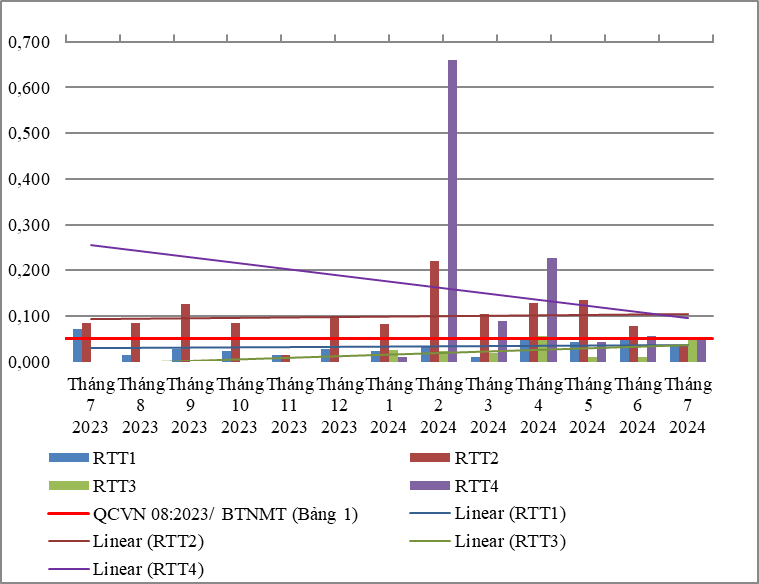 0,700
0,600
0,500
0,400
0,300
0,200
0,100
0,000
Tháng Tháng Tháng Tháng Tháng Tháng Tháng Tháng Tháng Tháng Tháng Tháng Tháng
7 8 9 10 11 12 1 2 3 4 5 6 7
2023 2023 2023 2023 2023 2023 2024 2024 2024 2024 2024 2024 2024
RTT1 RTT2
RTT3 RTT4
QCVN 08:2023/ BTNMT (Bảng 1) Linear (RTT1)
Linear (RTT2) Linear (RTT3)
Linear (RTT4)